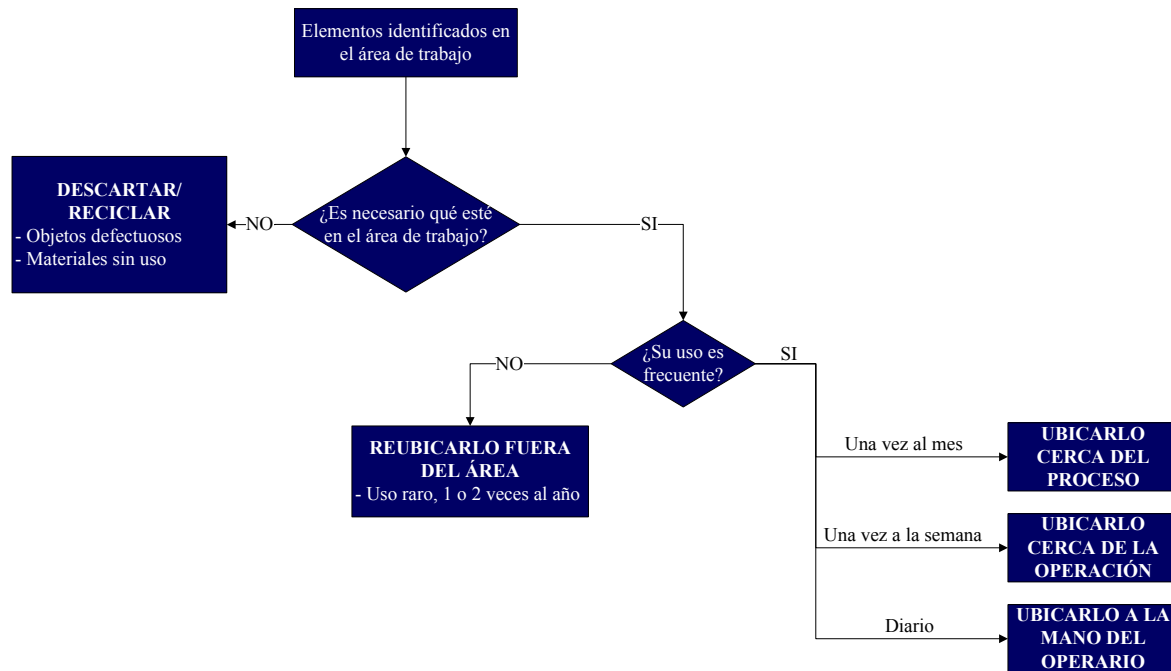 Elementos identificados en
el área de trabajo
DESCARTAR/
RECICLAR
- Objetos defectuosos
- Materiales sin uso
NO
¿Es necesario qué esté
en el área de trabajo?
SI
¿Su uso es
frecuente?
NO
SI
REUBICARLO FUERA
DEL ÁREA
- Uso raro, 1 o 2 veces al año
Una vez al mes
UBICARLO
CERCA DEL
PROCESO
Una vez a la semana
UBICARLO
CERCA DE LA
OPERACIÓN
Diario
UBICARLO A LA
MANO DEL
OPERARIO